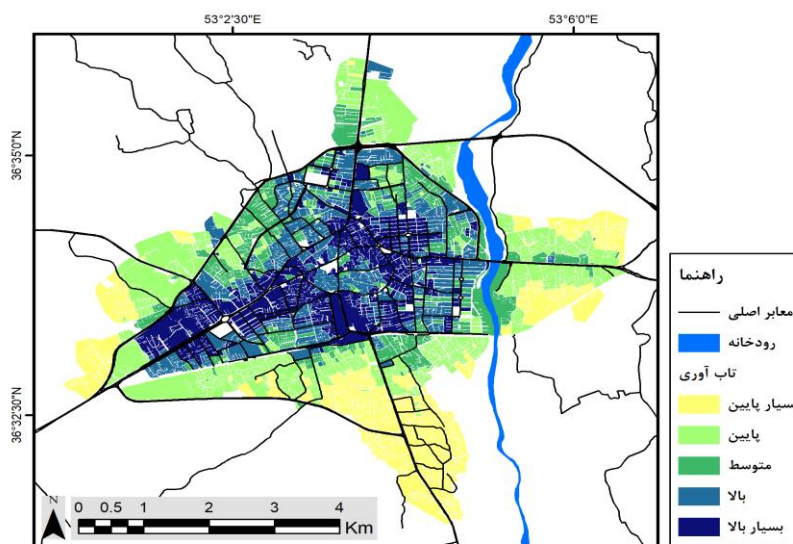 53°2'30"E
53°6'0"E
36°35'0"N
36°32'30"N
راهنما
معابر اصلی
رودخانه
تاب آوری
بسیار پایین
پایین
متوسط
بالا
بسیار بالا
N
0 0.5 1 2 3 4
Km